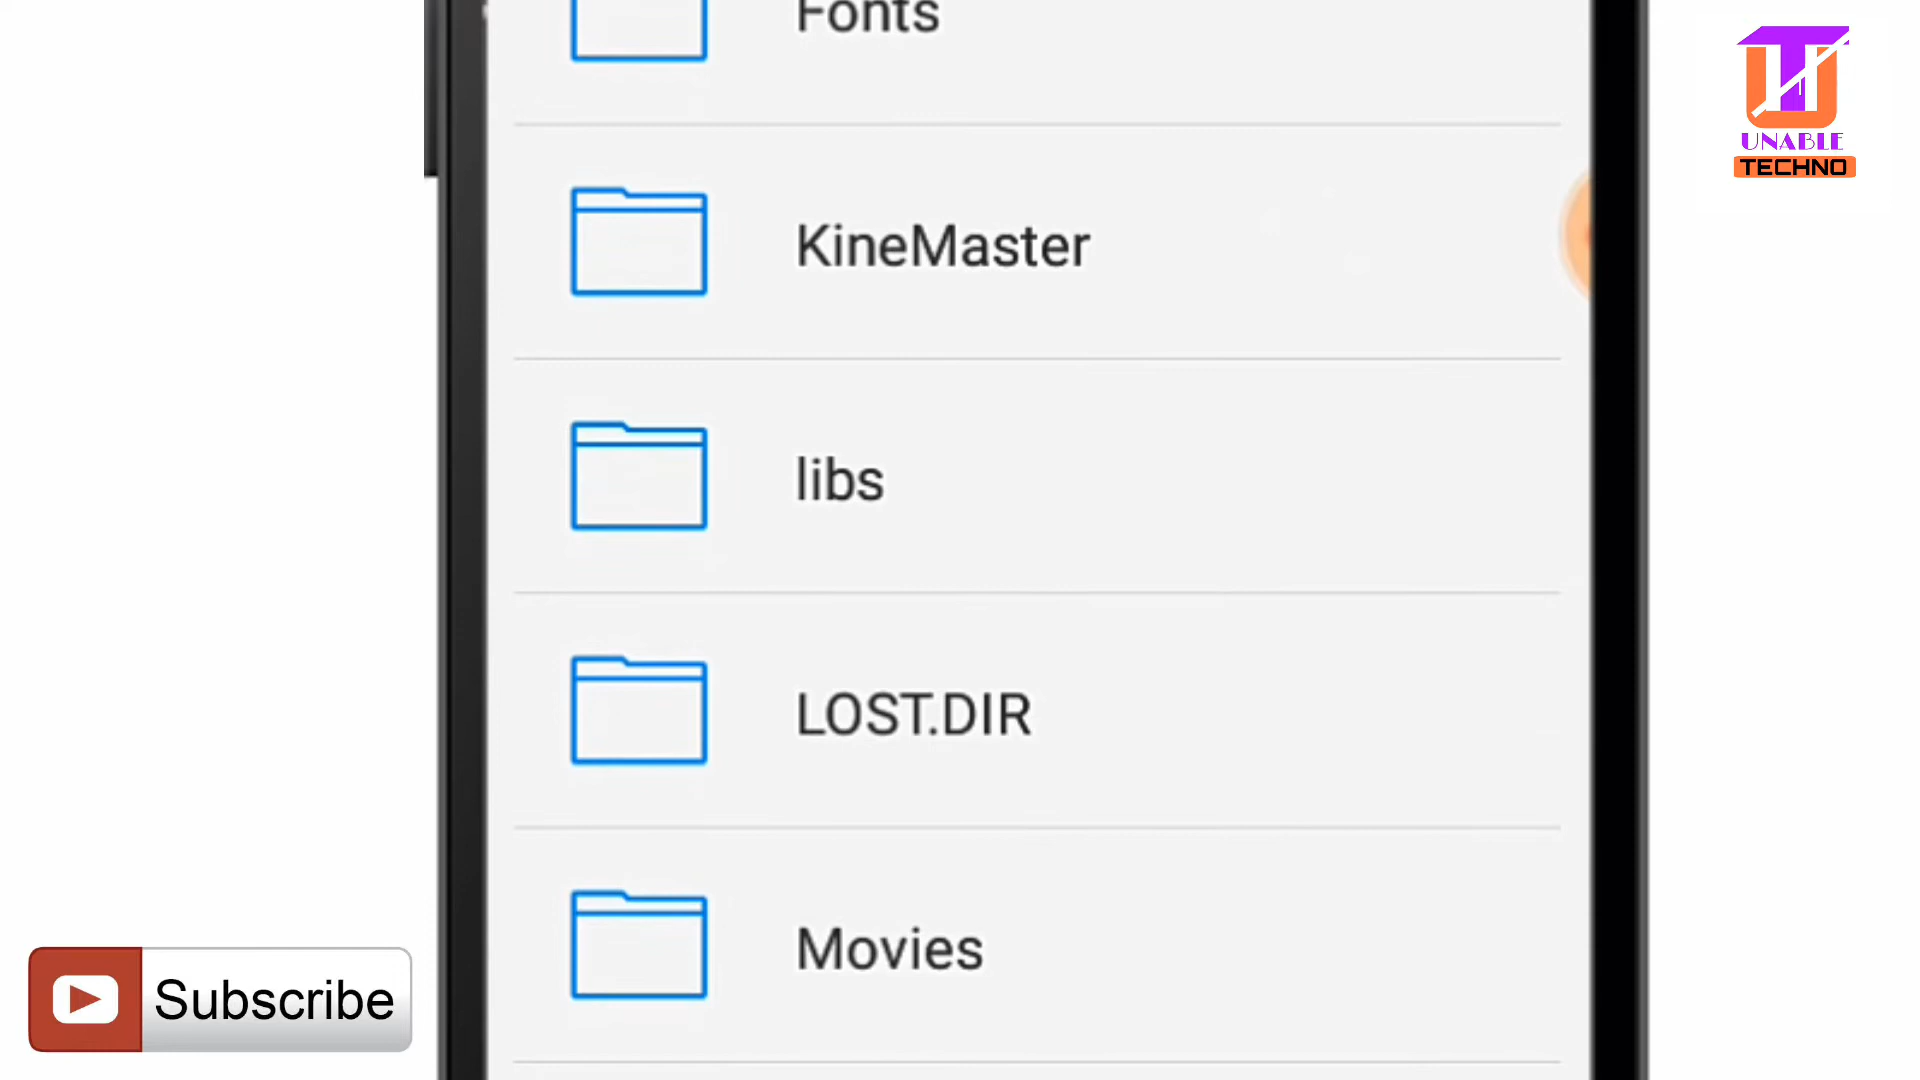 Fonts
UNABLE
TECHNO
KineMaster
libs
LOST.DIR
Movies
Subscribe